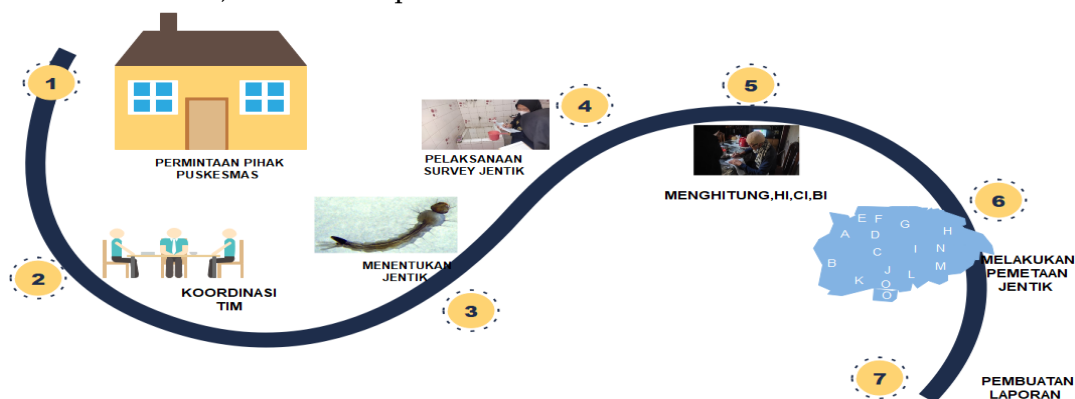 1
PERMINTAAN PIHAK
PUSKESMAS
2
KOORDINASI
TIM
3
MENENTUKAN
JENTIK
4
PELAKSANAAN
SURVEY JENTIK
5
MENGHITUNG,HI,CI,BI
6
MELAKUKAN
PEMETAAN
JENTIK
A
E
F
D
G
H
C
I
N
B
J
M
K
L
O
O
7
PEMBUATAN
LAPORAN